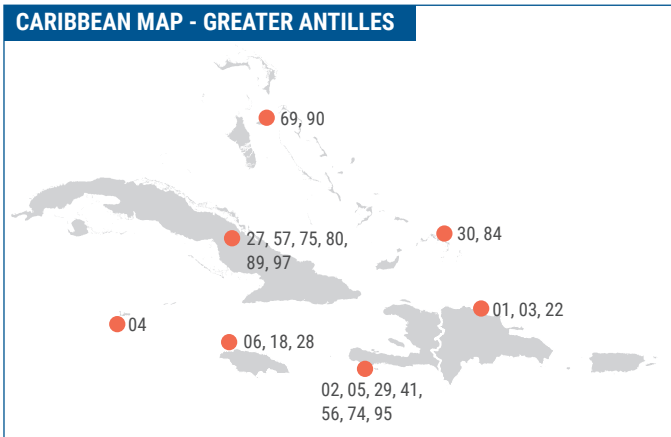 CARIBBEAN MAP - GREATER ANTILLES
69, 90
27, 57, 75, 80,
89, 97
30, 84
01, 03, 22
04
06, 18, 28
02, 05, 29, 41,
56, 74, 95